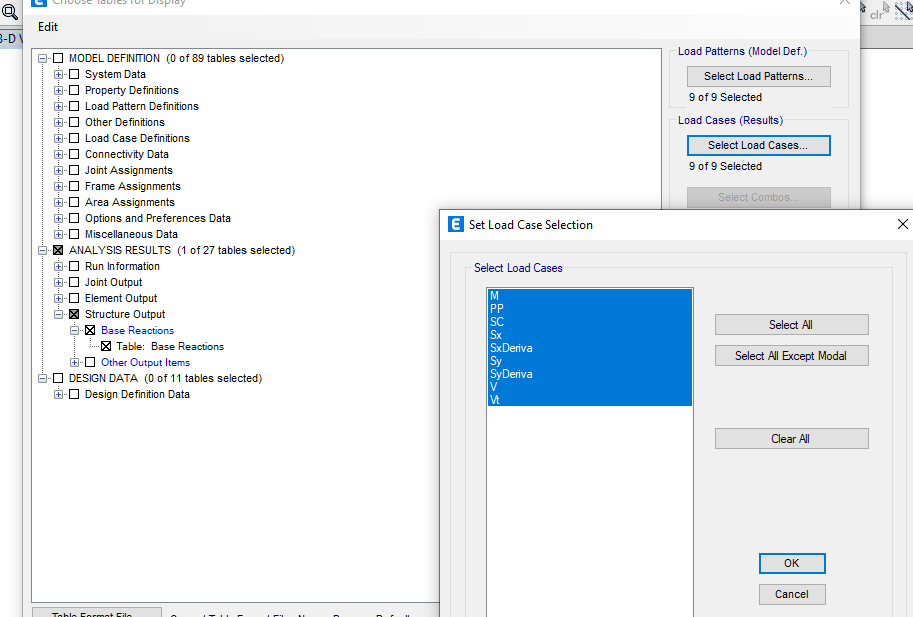 Choose Tables for Display
clr
Edit
3-D V
MODEL DEFINITION (0 of 89 tables selected)
System Data
Property Definitions
Load Pattern Definitions
Other Definitions
Load Case Definitions
Connectivity Data
Joint Assignments
Frame Assignments
Area Assignments
Options and Preferences Data
Miscellaneous Data
ANALYSIS RESULTS (1 of 27 tables selected)
Run Information
Joint Output
Element Output
Structure Output
Base Reactions
Table: Base Reactions
Other Output Items
DESIGN DATA (0 of 11 tables selected)
Design Definition Data
Load Patterns (Model Def.)
Select Load Patterns...
9 of 9 Selected
Load Cases (Results)
Select Load Cases...
9 of 9 Selected
Select Combos...
E Set Load Case Selection
Select Load Cases
M
PP
SC
Sx
SxDeriva
Sy
SyDeriva
V
Vt
Select All
Select All Except Modal
Clear All
OK
Cancel
Table Format File